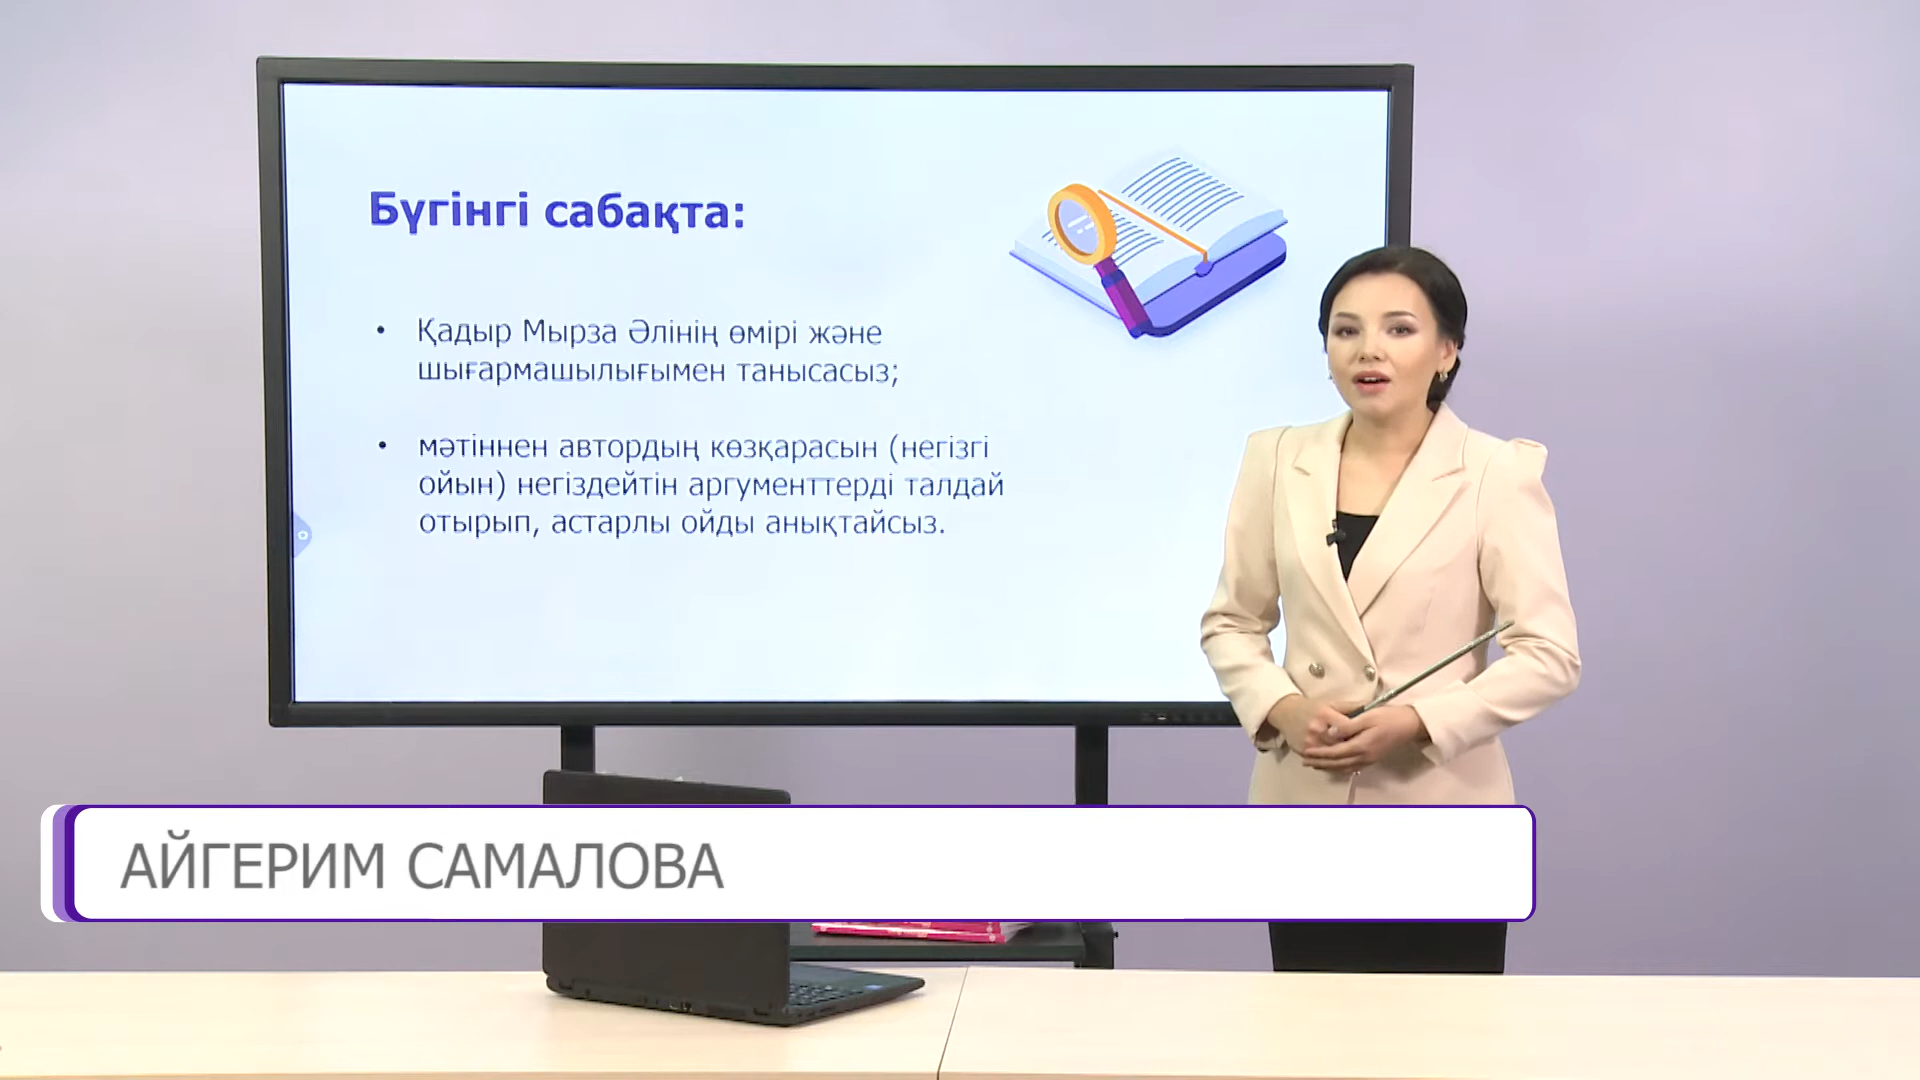 Бүгінгі сабақта:
• Қадыр Мырза Әлінің өмірі және
шығармашылығымен танысасыз;
• мәтіннен автордың көзқарасын (негізгі
ойын) негіздейтін аргументтерді талдай
отырып, астарлы ойды анықтайсыз.
АЙГЕРИМ САМАЛОВА